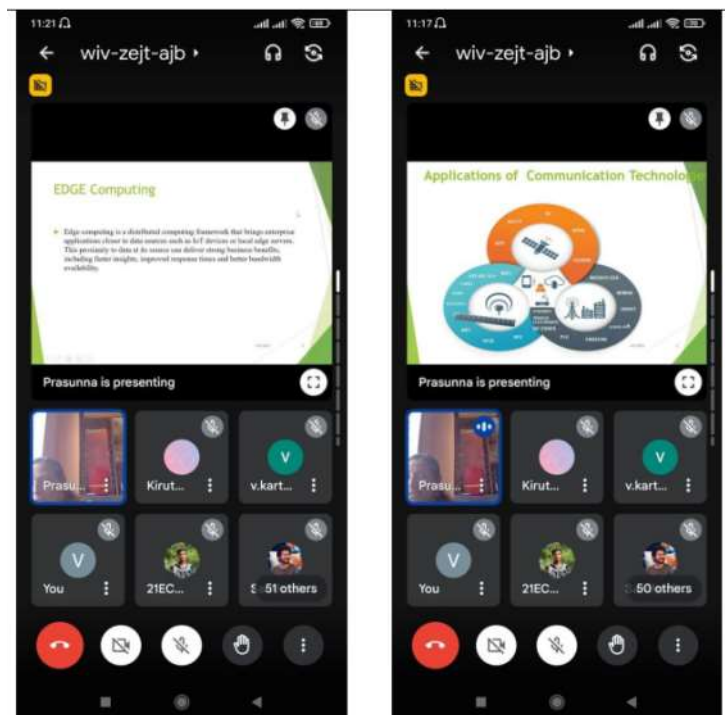 11:21
wiv-zejt-ajb
EDGE Computing
Edge computing is a distributed computing framework that brings enterprise
applications closer to data sources such as IoT devices or local edge servers.
This proximity to data at its source can deliver strong business benefits,
including faster insights, improved response times and better bandwidth
availability.
Prasunna is presenting
Prasu...
Kirut...
v.kart...
V
V
You
21EC...
51 others
11:17
wiv-zejt-ajb
Applications of Communication Technologie
Prasunna is presenting
Prasu...
Kirut...
v.kart...
V
V
You
21EC...
50 others